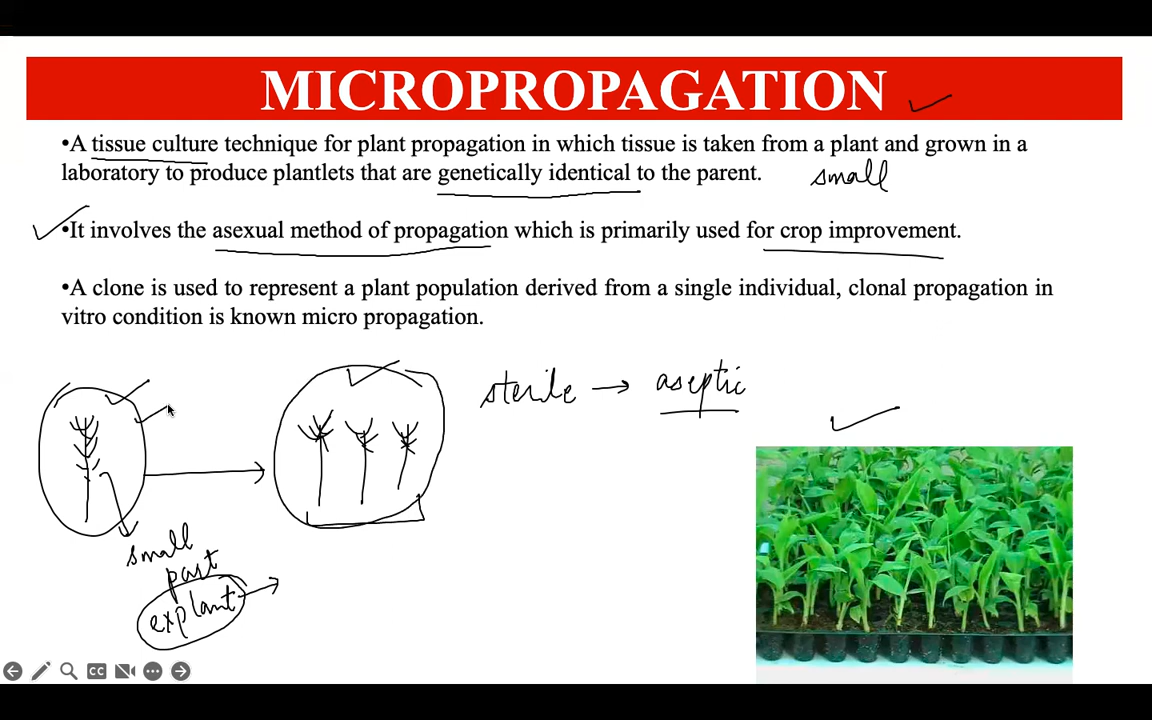 MICROPROPAGATION
•A tissue culture technique for plant propagation in which tissue is taken from a plant and grown in a
laboratory to produce plantlets that are genetically identical to the parent.
small
•It involves the asexual method of propagation which is primarily used for crop improvement.
•A clone is used to represent a plant population derived from a single individual, clonal propagation in
vitro condition is known micro propagation.
sterile → aseptic
small
part
explant
CC